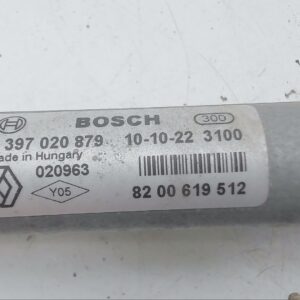 BOSCH 300
397 020 879 10-10-22 3100
ade in Hungary
020963
Y05
82 00 619 512